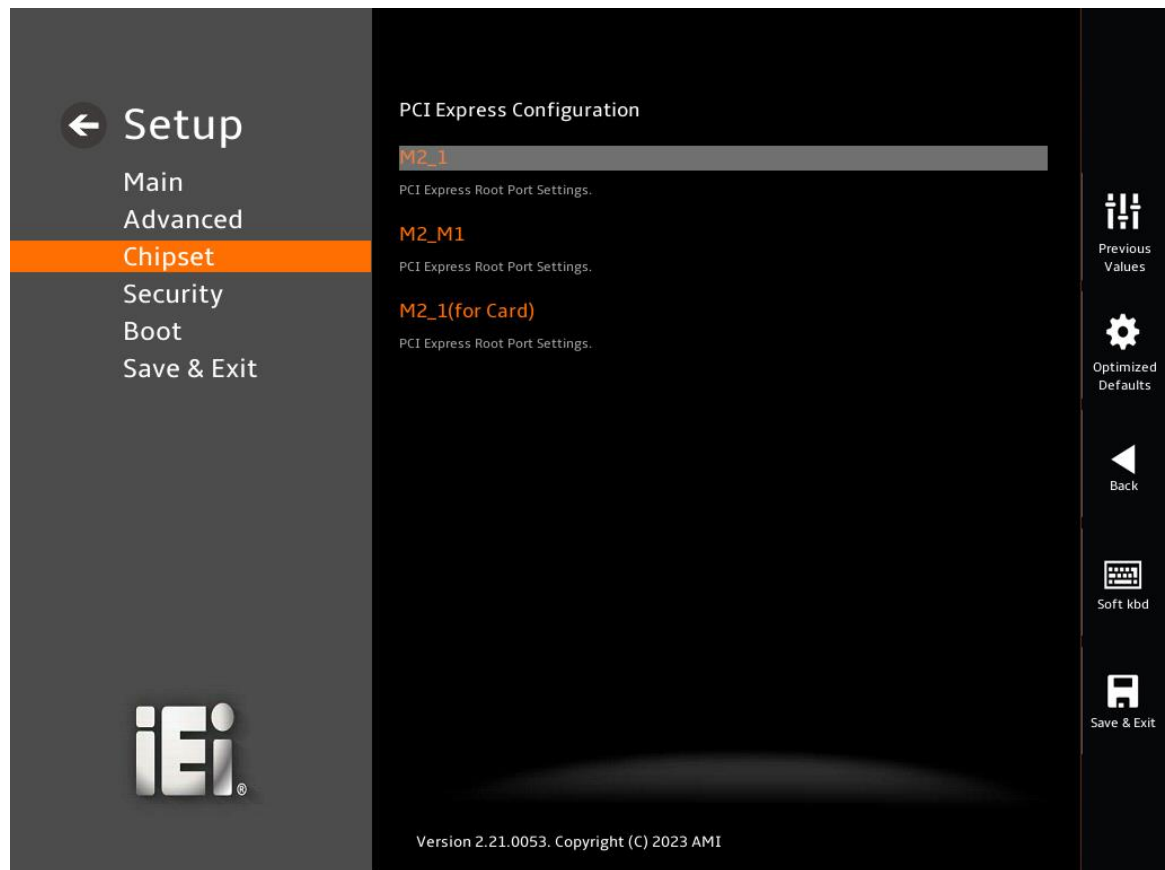 Setup
Main
Advanced
Chipset
Security
Boot
Save & Exit
iEi®
PCI Express Configuration
M2_1
PCI Express Root Port Settings.
M2_M1
PCI Express Root Port Settings.
M2_1(for Card)
PCI Express Root Port Settings.
Version 2.21.0053. Copyright (C) 2023 AMI
Previous
Values
Optimized
Defaults
Back
Soft kbd
Save & Exit